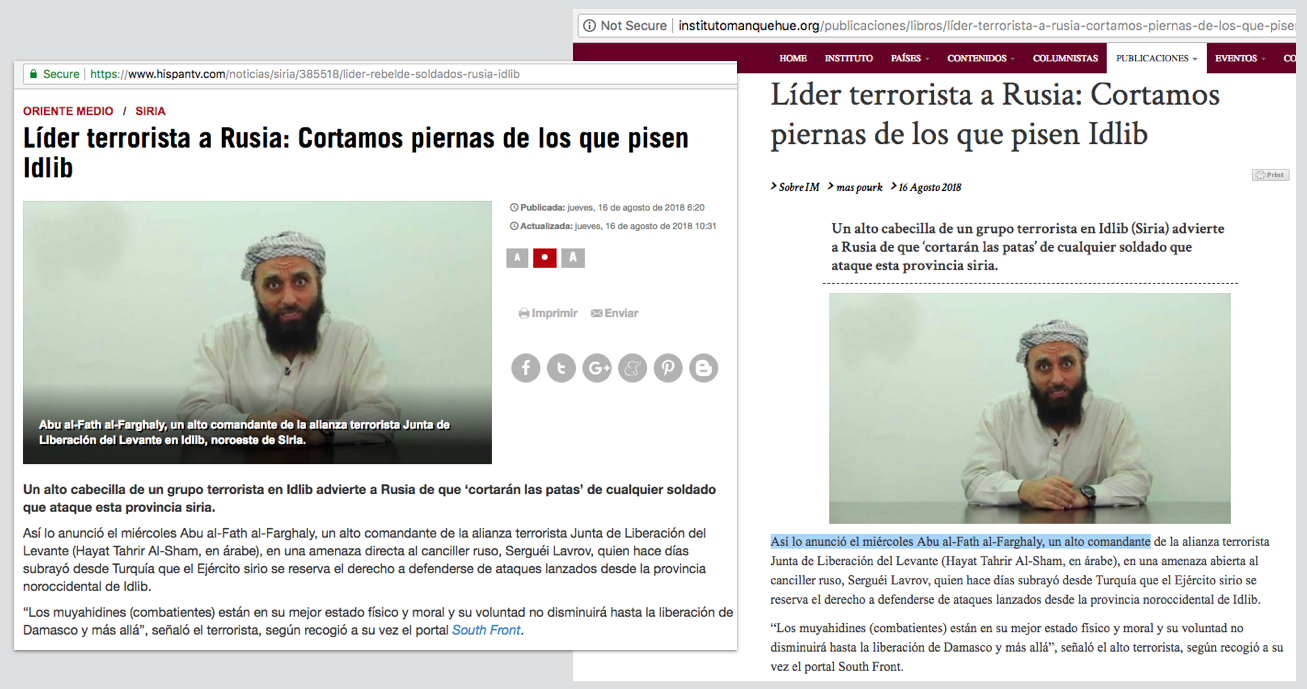 Secure | https://www.hispantv.com/noticias/siria/385518/lider-rebelde-soldados-rusia-idlib
ORIENTE MEDIO / SIRIA
Líder terrorista a Rusia: Cortamos piernas de los que pisen
Idlib
Publicada: jueves, 16 de agosto de 2018 6:20
Actualizada: jueves, 16 de agosto de 2018 10:31
A A
Imprimir Enviar
Abu al-Fath al-Farghaly, un alto comandante de la alianza terrorista Junta de
Liberación del Levante en Idlib, noroeste de Siria.
Un alto cabecilla de un grupo terrorista en Idlib advierte a Rusia de que ‘cortarán las patas’ de cualquier soldado
que ataque esta provincia siria.
Así lo anunció el miércoles Abu al-Fath al-Farghaly, un alto comandante de la alianza terrorista Junta de Liberación del
Levante (Hayat Tahrir Al-Sham, en árabe), en una amenaza directa al canciller ruso, Serguéi Lavrov, quien hace días
subrayó desde Turquía que el Ejército sirio se reserva el derecho a defenderse de ataques lanzados desde la provincia
noroccidental de Idlib.
“Los muyahidines (combatientes) están en su mejor estado físico y moral y su voluntad no disminuirá hasta la liberación de
Damasco y más allá”, señaló el terrorista, según recogió a su vez el portal South Front.
Not Secure | institutomanquehue.org/publicaciones/libros/líder-terrorista-a-rusia-cortamos-piernas-de-los-que-pise
HOME INSTITUTO PAÍSES CONTENIDOS COLUMNISTAS PUBLICACIONES EVENTOS CO
Líder terrorista a Rusia: Cortamos
piernas de los que pisen Idlib
Print
Sobre IM mas pourk 16 Agosto 2018
Un alto cabecilla de un grupo terrorista en Idlib (Siria) advierte
a Rusia de que ‘cortarán las patas’ de cualquier soldado que
ataque esta provincia siria.
Así lo anunció el miércoles Abu al-Fath al-Farghaly, un alto comandante de la alianza terrorista
Junta de Liberación del Levante (Hayat Tahrir Al-Sham, en árabe), en una amenaza abierta al
canciller ruso, Serguéi Lavrov, quien hace días subrayó desde Turquía que el Ejército sirio se
reserva el derecho a defenderse de ataques lanzados desde la provincia noroccidental de Idlib.
“Los muyahidines (combatientes) están en su mejor estado físico y moral y su voluntad no
disminuirá hasta la liberación de Damasco y más allá”, señaló el alto terrorista, según recogió a su
vez el portal South Front.